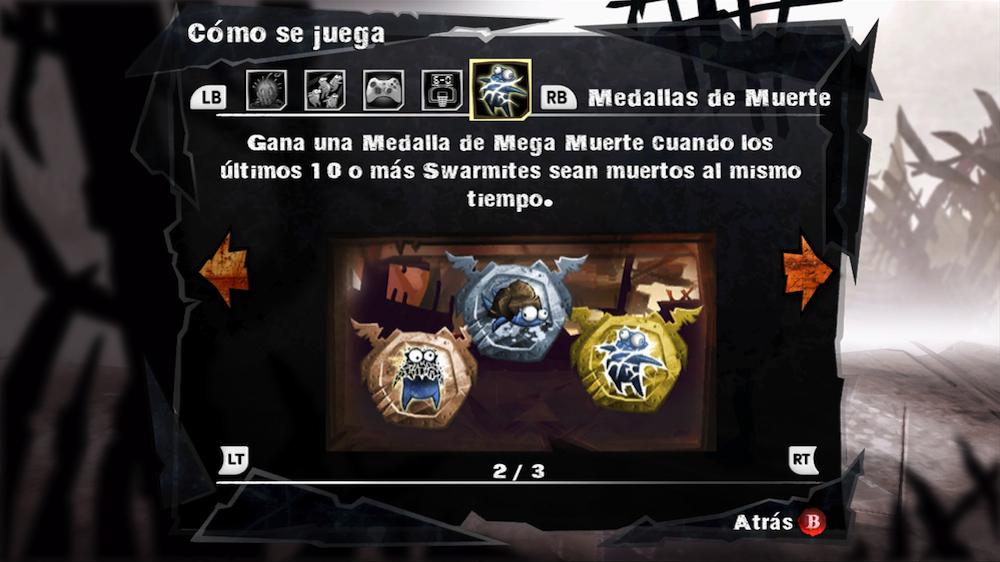 Cómo se juega
LB
RB Medallas de Muerte
Gana una Medalla de Mega Muerte cuando los
últimos 10 o más Swarmites sean muertos al mismo
tiempo.
LT
2 / 3
RT
Atrás B